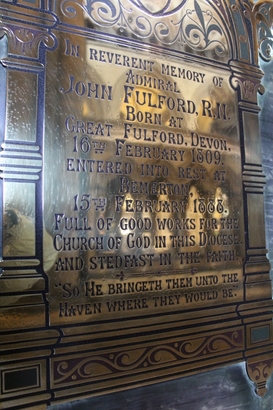 IN REVERENT MEMORY OF
ADMIRAL
JOHN FULFORD, R.N.
BORN AT
GREAT FULFORD, DEVON,
16TH FEBRUARY 1809,
ENTERED INTO REST AT
BEMERTON,
15TH FEBRUARY 1888.
FULL OF GOOD WORKS FOR THE
CHURCH OF GOD IN THIS DIOCESE,
AND STEDFAST IN THE FAITH.
"SO HE BRINGETH THEM UNTO THE
HAVEN WHERE THEY WOULD BE."